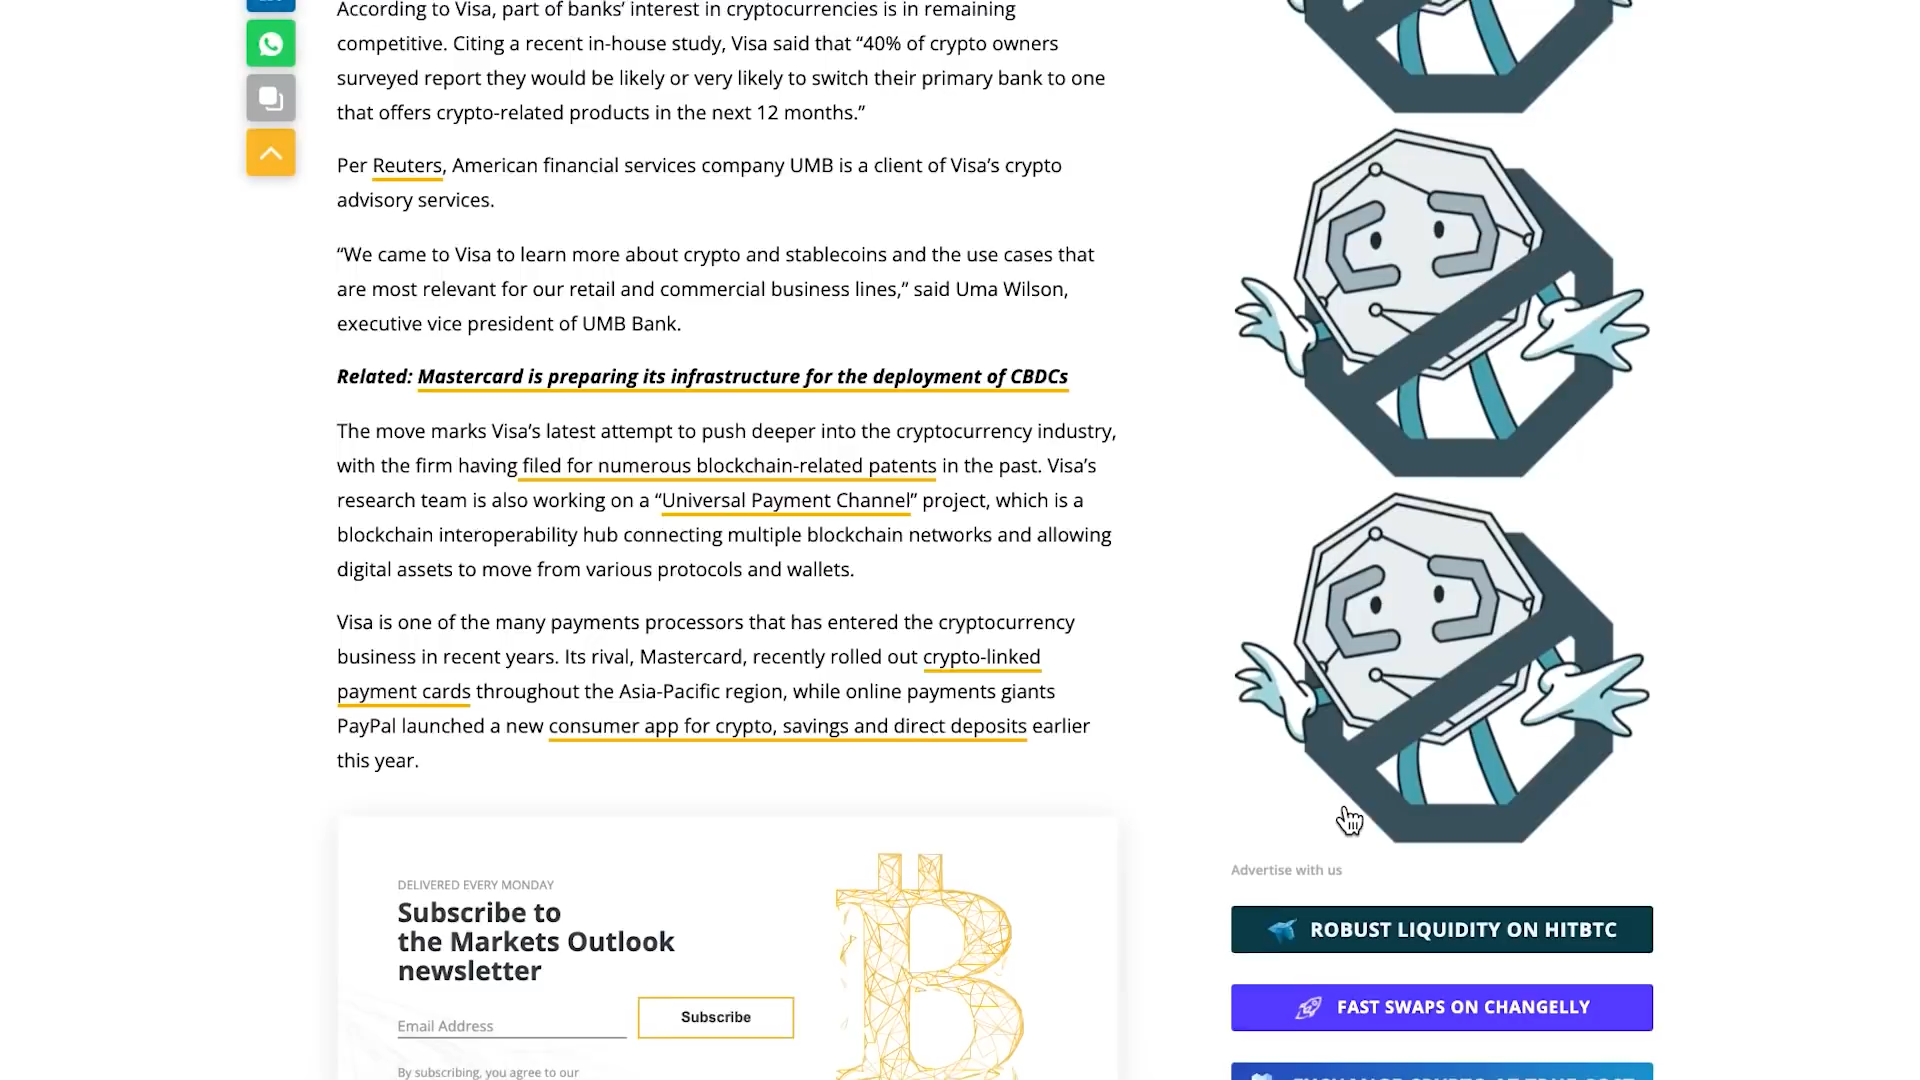 According to Visa, part of banks’ interest in cryptocurrencies is in remaining
competitive. Citing a recent in-house study, Visa said that “40% of crypto owners
surveyed report they would be likely or very likely to switch their primary bank to one
that offers crypto-related products in the next 12 months.”
Per Reuters, American financial services company UMB is a client of Visa’s crypto
advisory services.
“We came to Visa to learn more about crypto and stablecoins and the use cases that
are most relevant for our retail and commercial business lines,” said Uma Wilson,
executive vice president of UMB Bank.
Related: Mastercard is preparing its infrastructure for the deployment of CBDCs
The move marks Visa’s latest attempt to push deeper into the cryptocurrency industry,
with the firm having filed for numerous blockchain-related patents in the past. Visa’s
research team is also working on a “Universal Payment Channel” project, which is a
blockchain interoperability hub connecting multiple blockchain networks and allowing
digital assets to move from various protocols and wallets.
Visa is one of the many payments processors that has entered the cryptocurrency
business in recent years. Its rival, Mastercard, recently rolled out crypto-linked
payment cards throughout the Asia-Pacific region, while online payments giants
PayPal launched a new consumer app for crypto, savings and direct deposits earlier
this year.
DELIVERED EVERY MONDAY
Subscribe to
the Markets Outlook
newsletter
Email Address
Subscribe
By subscribing, you agree to our
Advertise with us
ROBUST LIQUIDITY ON HITBTC
FAST SWAPS ON CHANGELLY